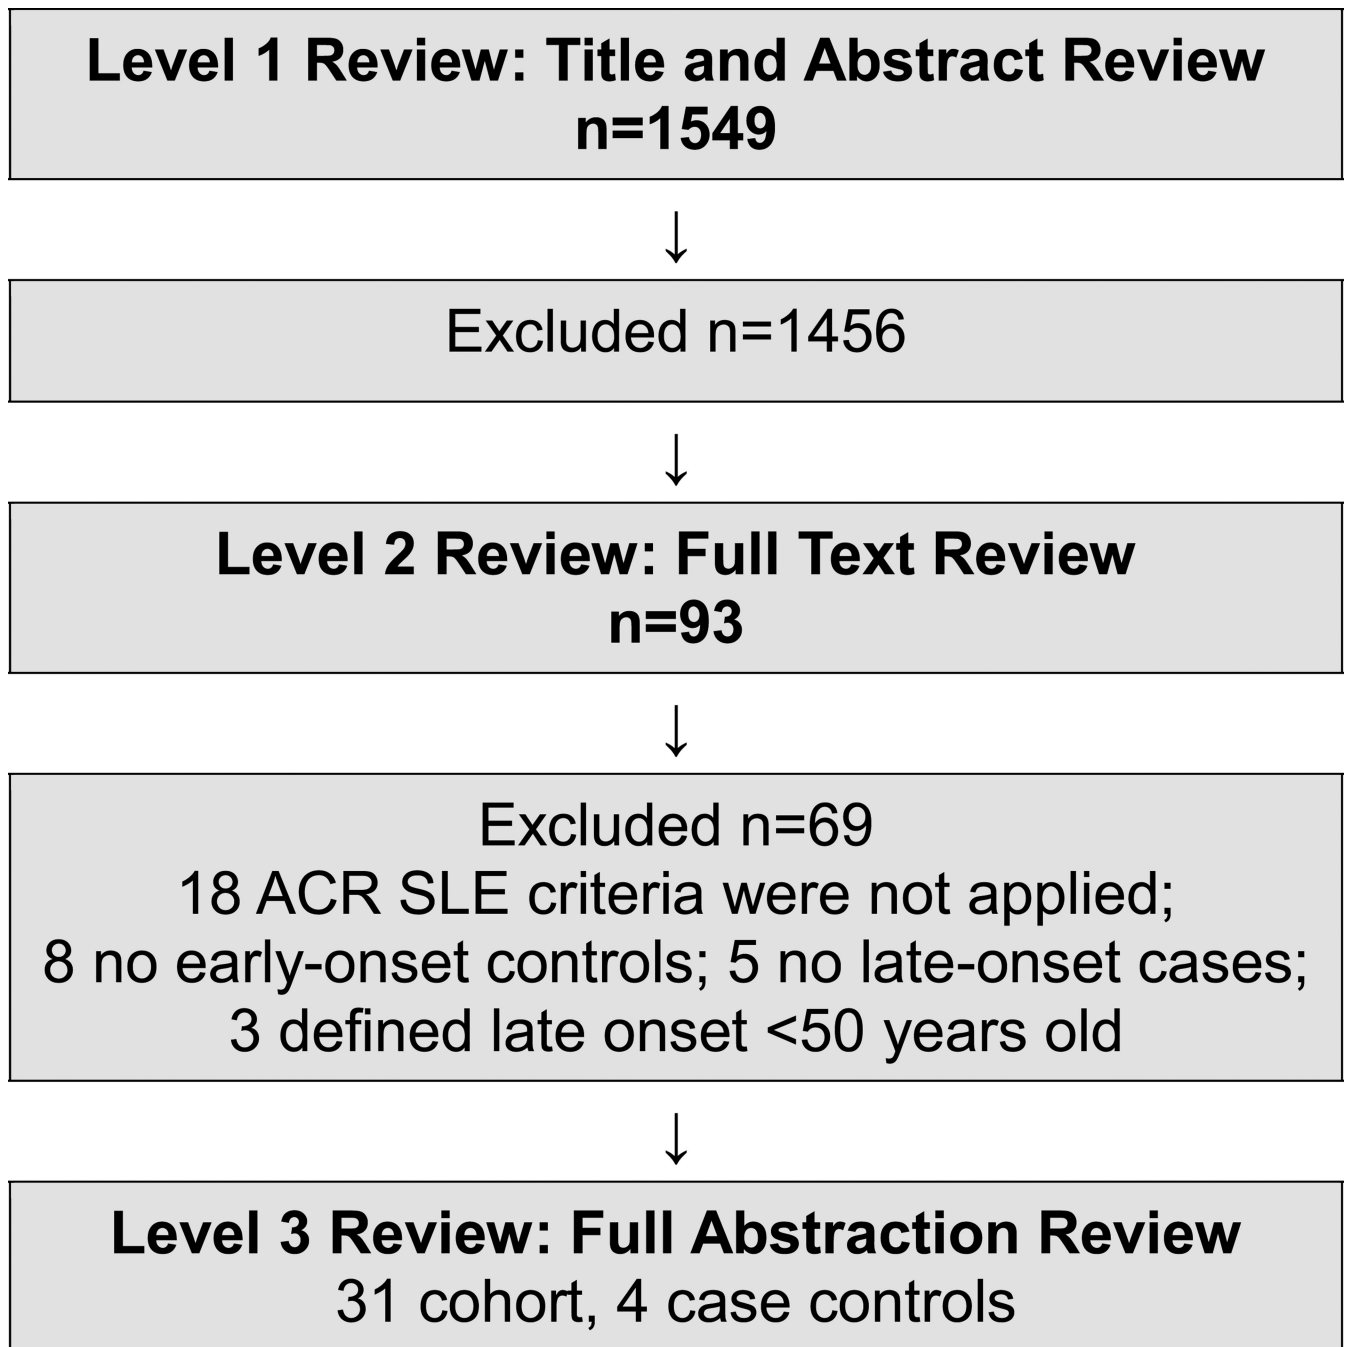 Level 1 Review: Title and Abstract Review
n=1549
↓
Excluded n=1456
↓
Level 2 Review: Full Text Review
n=93
↓
Excluded n=69
18 ACR SLE criteria were not applied;
8 no early-onset controls; 5 no late-onset cases;
3 defined late onset <50 years old
↓
Level 3 Review: Full Abstraction Review
31 cohort, 4 case controls